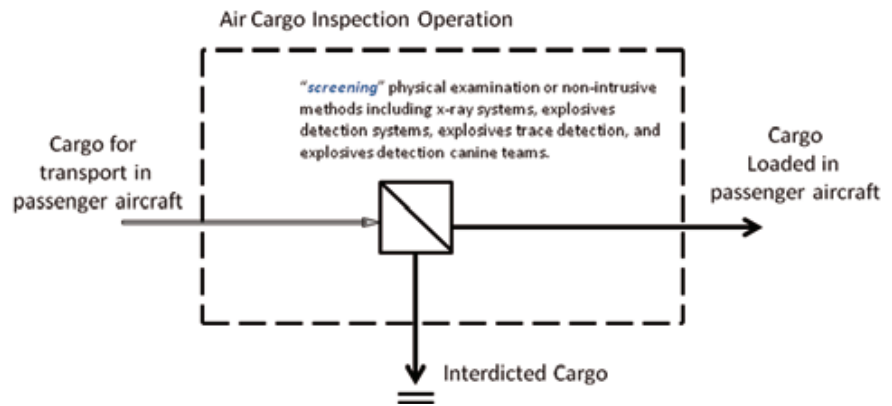 Air Cargo Inspection Operation
"screening" physical examination or non-intrusive
methods including x-ray systems, explosives
detection systems, explosives trace detection, and
explosives detection canine teams.
Cargo for
transport in
passenger aircraft
Cargo
Loaded in
passenger aircraft
Interdicted Cargo